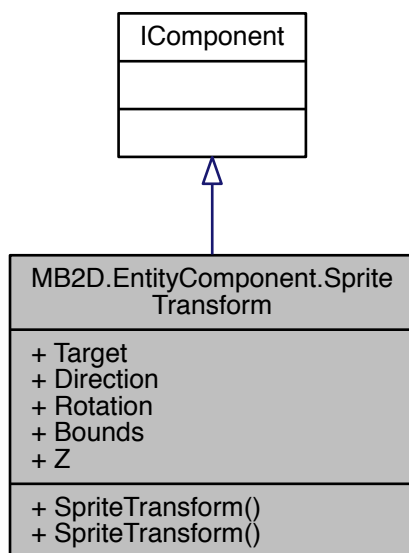 IComponent
MB2D.EntityComponent.Sprite
Transform
+ Target
+ Direction
+ Rotation
+ Bounds
+ Z
+ SpriteTransform()
+ SpriteTransform()